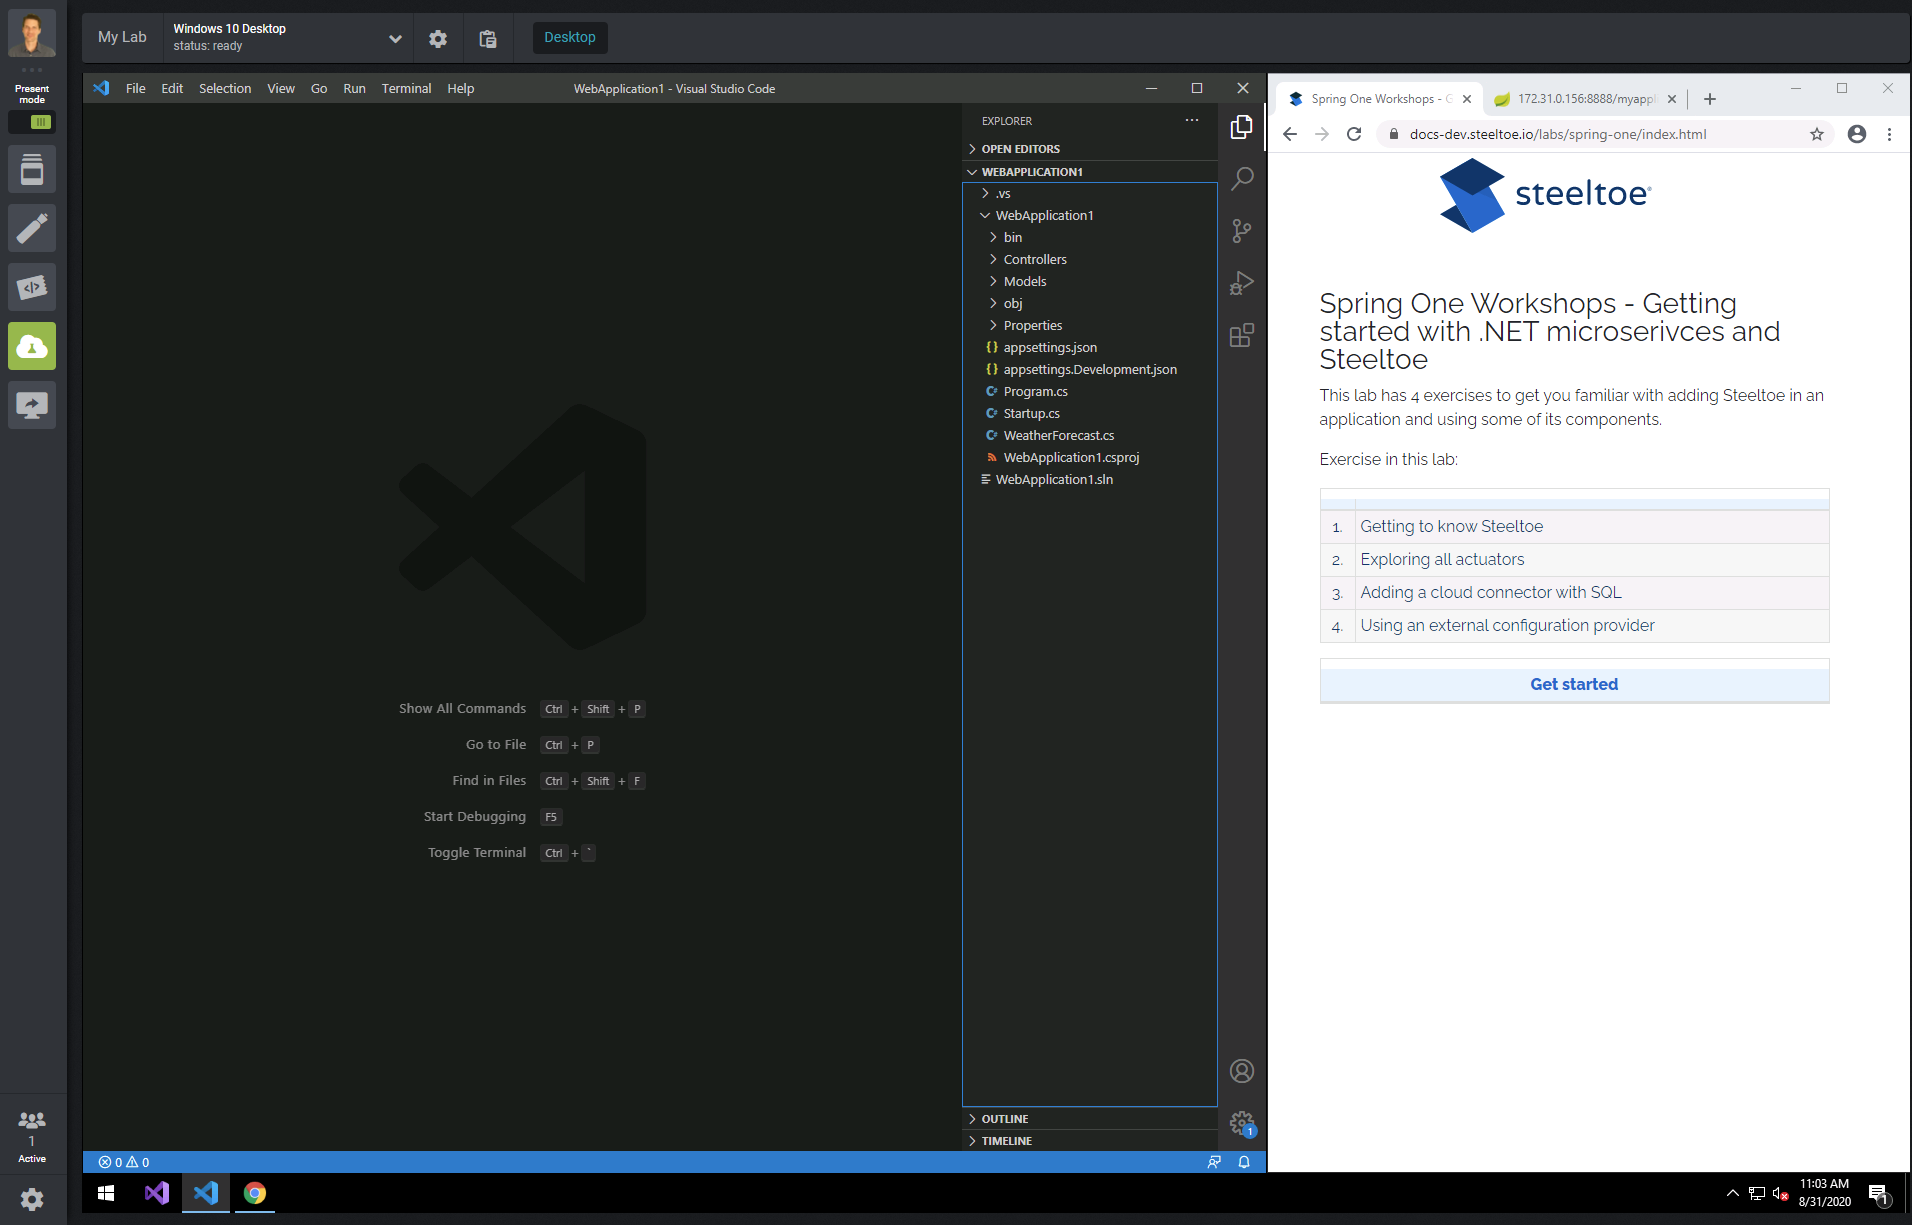 My Lab
Windows 10 Desktop
status: ready
Desktop
Present
mode
1
Active
File Edit Selection View Go Run Terminal Help
WebApplication1 - Visual Studio Code
EXPLORER
OPEN EDITORS
WEBAPPLICATION1
.vs
WebApplication1
bin
Controllers
Models
obj
Properties
{} appsettings.json
{} appsettings.Development.json
C# Program.cs
C# Startup.cs
C# WeatherForecast.cs
WebApplication1.csproj
WebApplication1.sln
Show All Commands Ctrl + Shift + P
Go to File Ctrl + P
Find in Files Ctrl + Shift + F
Start Debugging F5
Toggle Terminal Ctrl + `
OUTLINE
TIMELINE
1
0 0
Spring One Workshops - G
172.31.0.156:8888/myappl
docs-dev.steeltoe.io/labs/spring-one/index.html
steeltoe®
Spring One Workshops - Getting
started with .NET microserivces and
Steeltoe
This lab has 4 exercises to get you familiar with adding Steeltoe in an
application and using some of its components.
Exercise in this lab:
1. Getting to know Steeltoe
2. Exploring all actuators
3. Adding a cloud connector with SQL
4. Using an external configuration provider
Get started
11:03 AM
8/31/2020
1